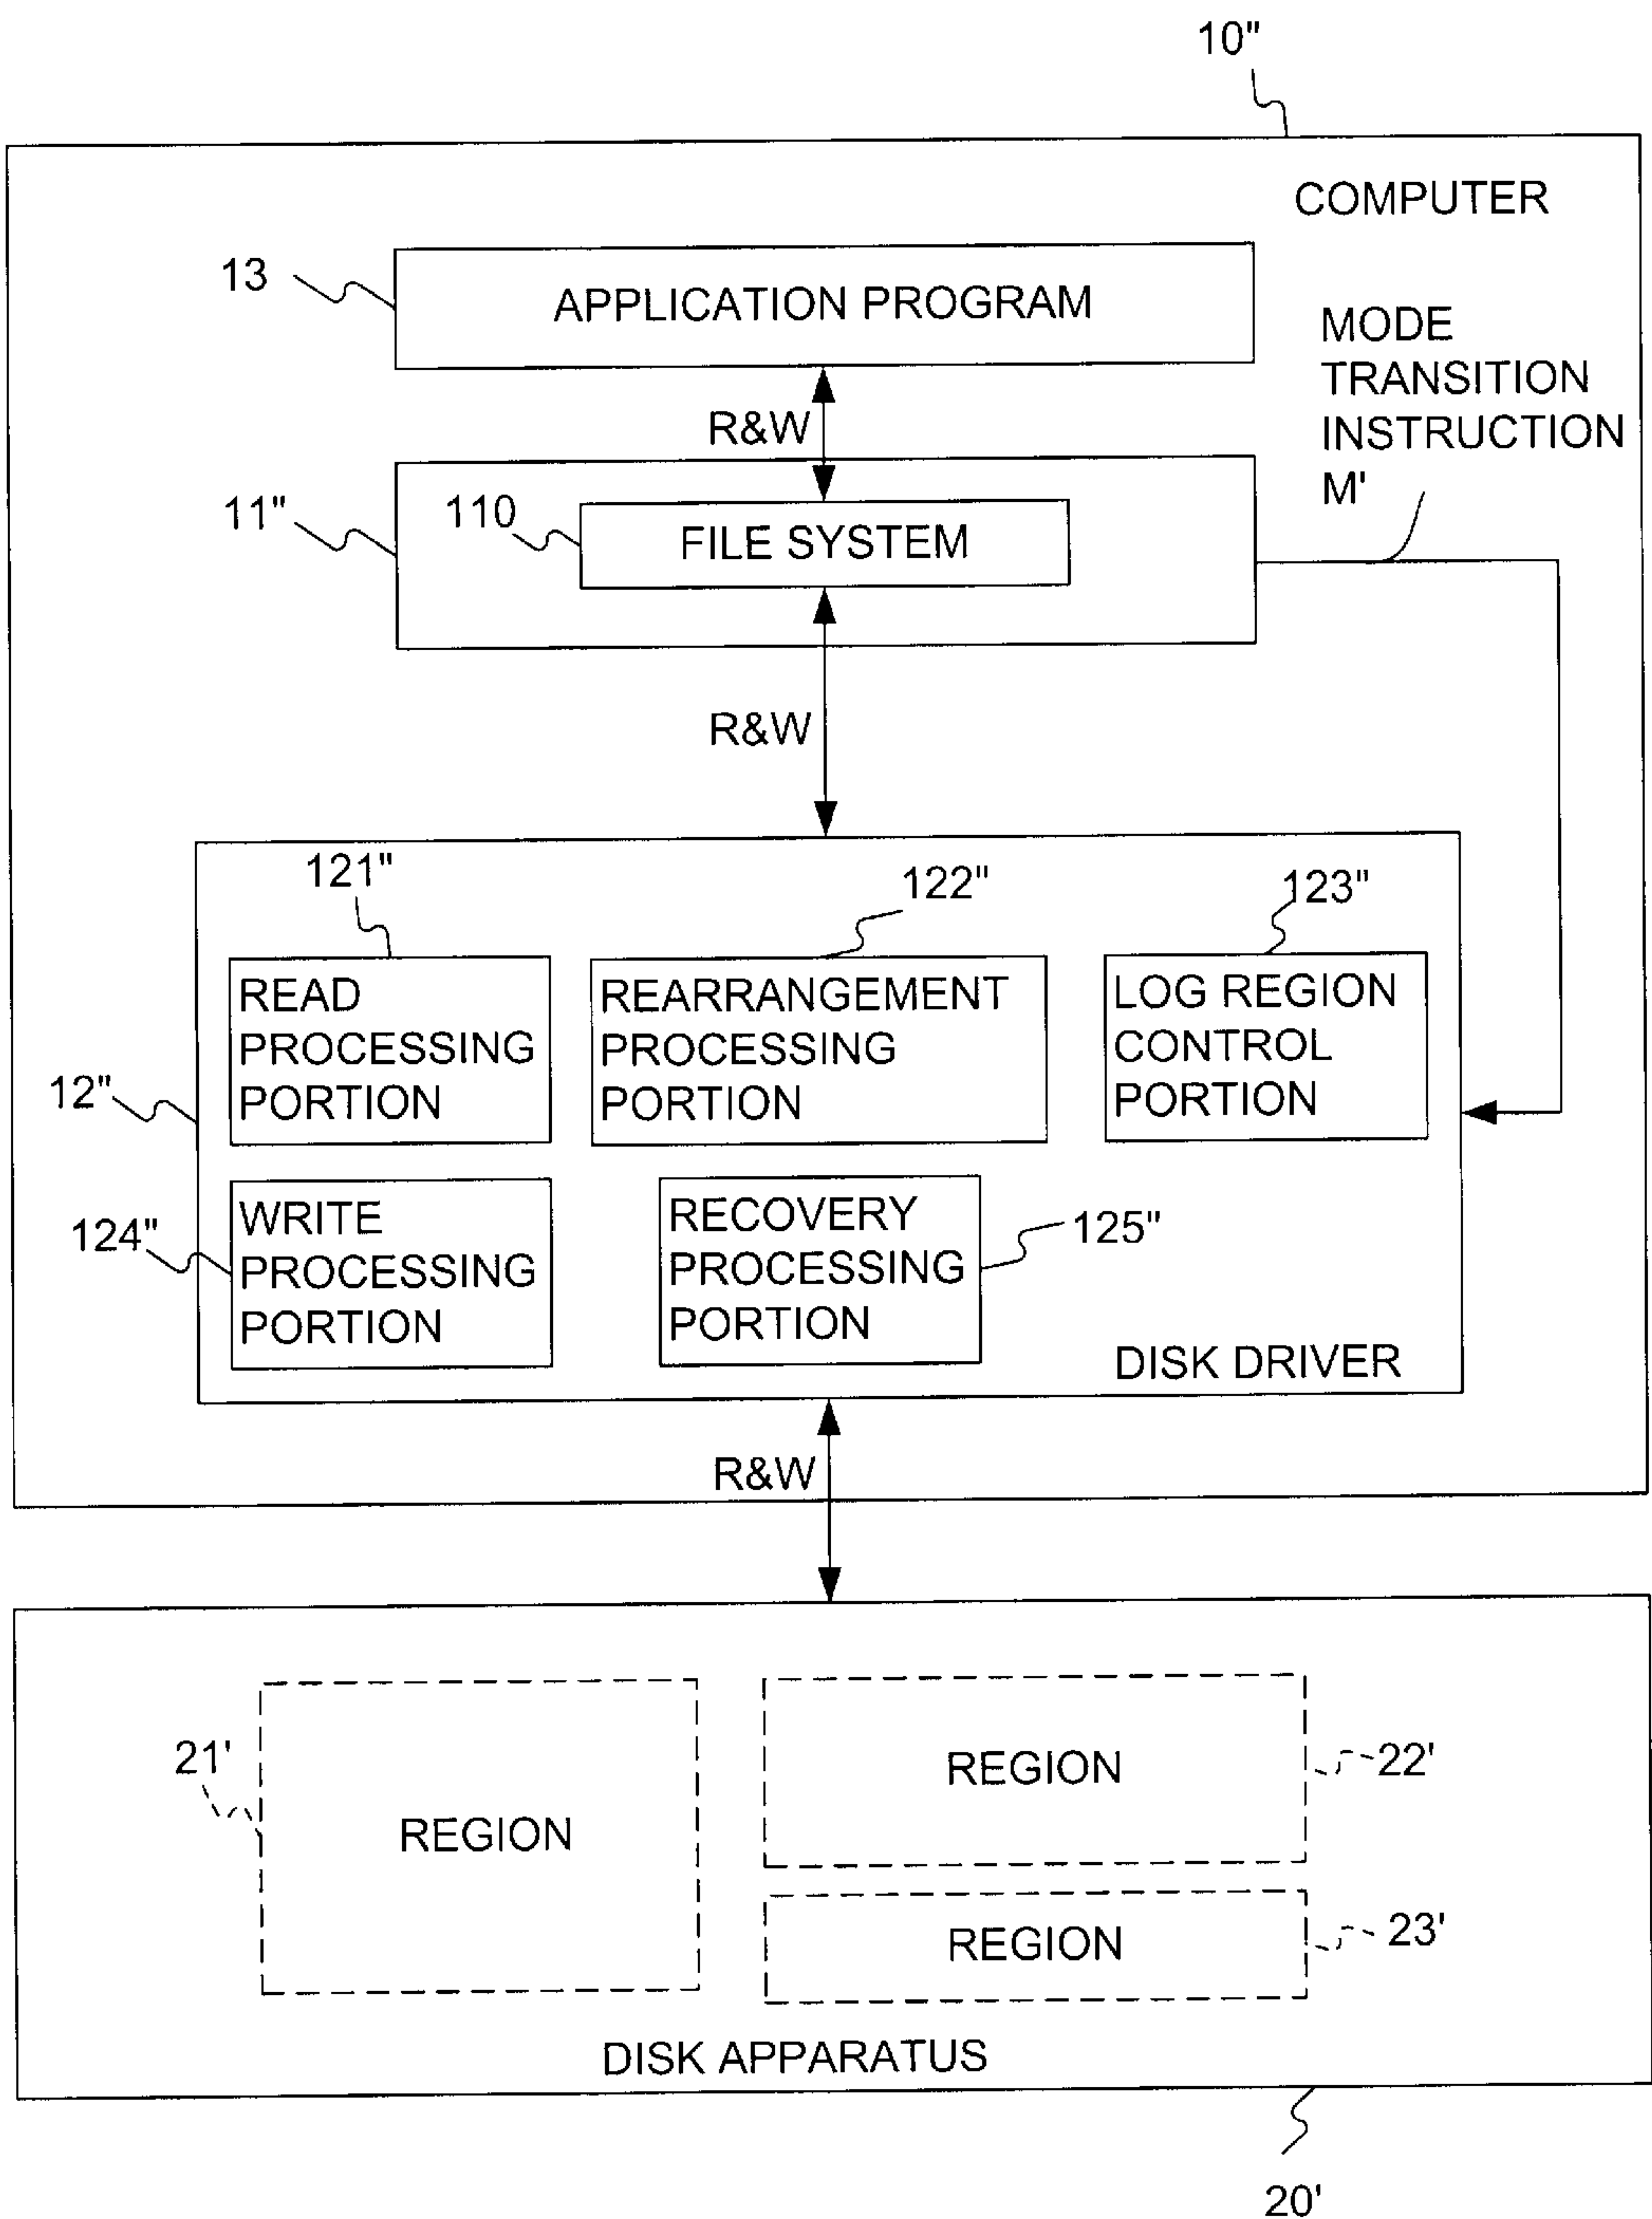 10"
COMPUTER
13
APPLICATION PROGRAM
MODE
TRANSITION
INSTRUCTION
M'
R&W
11"
110
FILE SYSTEM
R&W
121"
122"
123"
READ
PROCESSING
PORTION
REARRANGEMENT
PROCESSING
PORTION
LOG REGION
CONTROL
PORTION
12"
124"
WRITE
PROCESSING
PORTION
RECOVERY
PROCESSING
PORTION
125"
DISK DRIVER
R&W
21'
REGION
REGION
22'
REGION
23'
DISK APPARATUS
20'